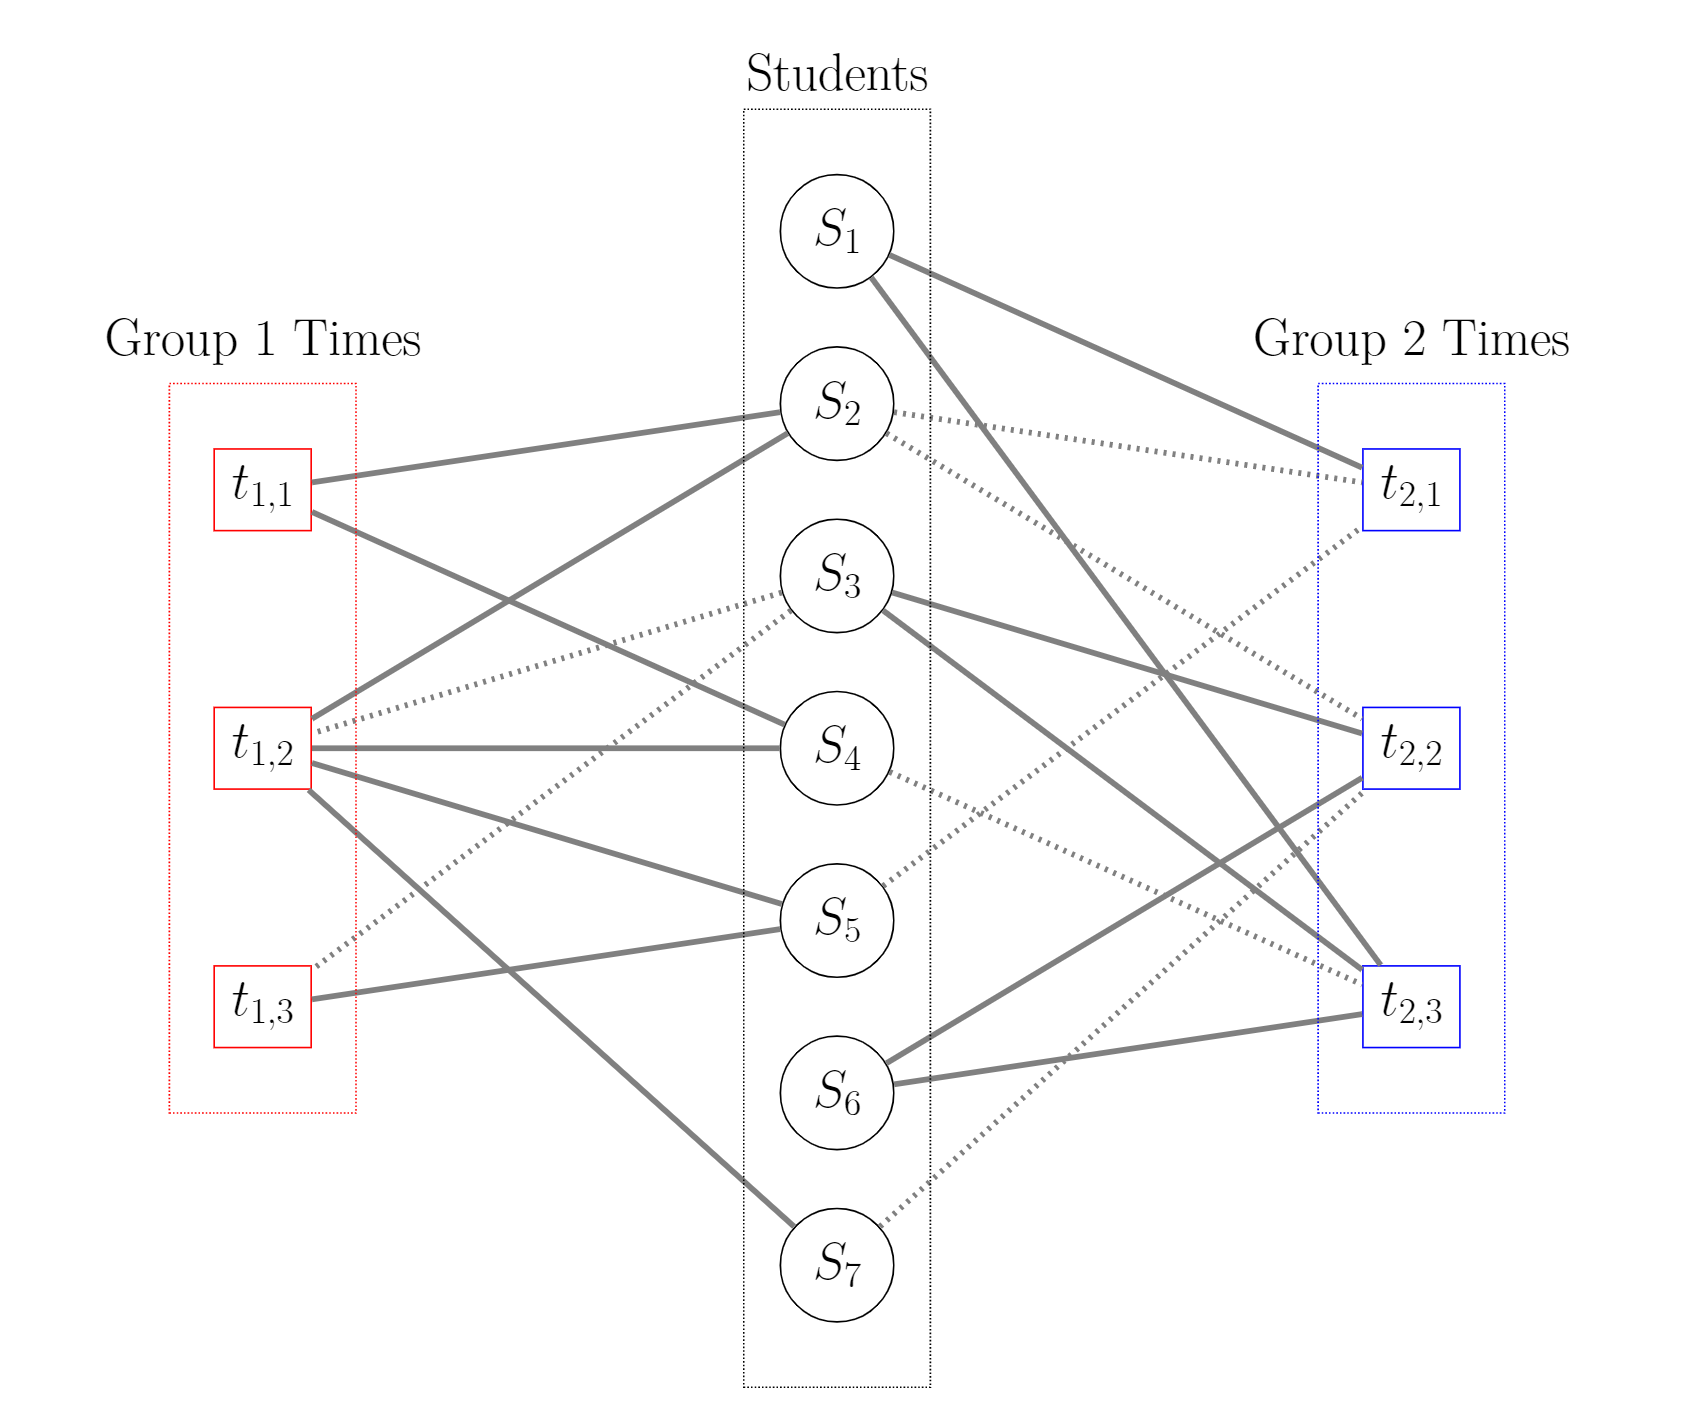 Students
S_1
S_2
S_3
S_4
S_5
S_6
S_7
Group 1 Times
t_{1,1}
t_{1,2}
t_{1,3}
Group 2 Times
t_{2,1}
t_{2,2}
t_{2,3}